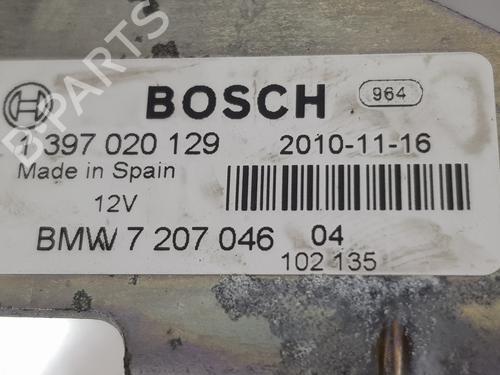 BOSCH 964
1 397 020 129 2010-11-16
Made in Spain
12V
BMW 7 207 046 04
102 135
B-PARTS